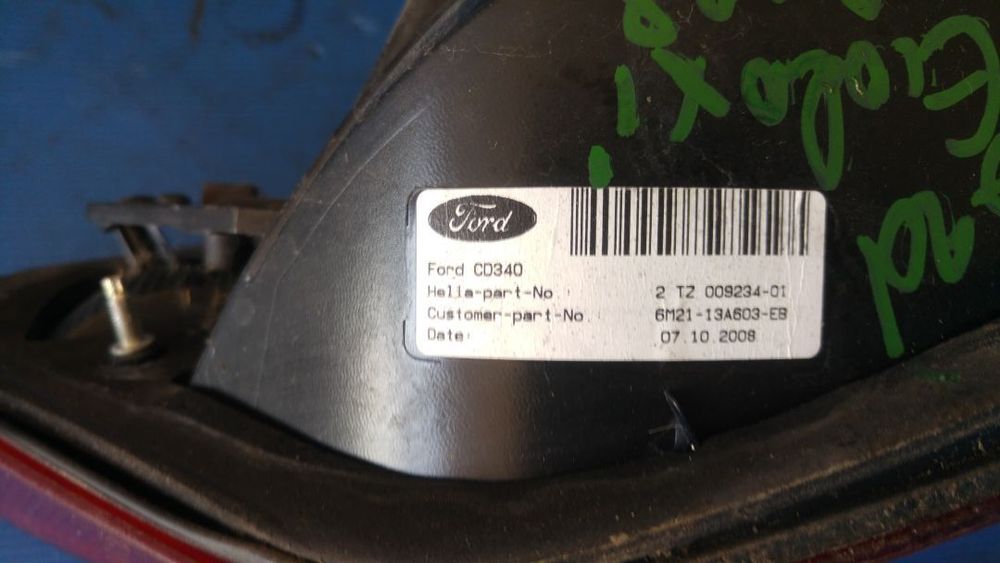 Ford
Ford CD340
Hella-part-No.: 2 TZ 009234-01
Customer-part-No.: 6M21-13A603-EB
Date: 07.10.2008